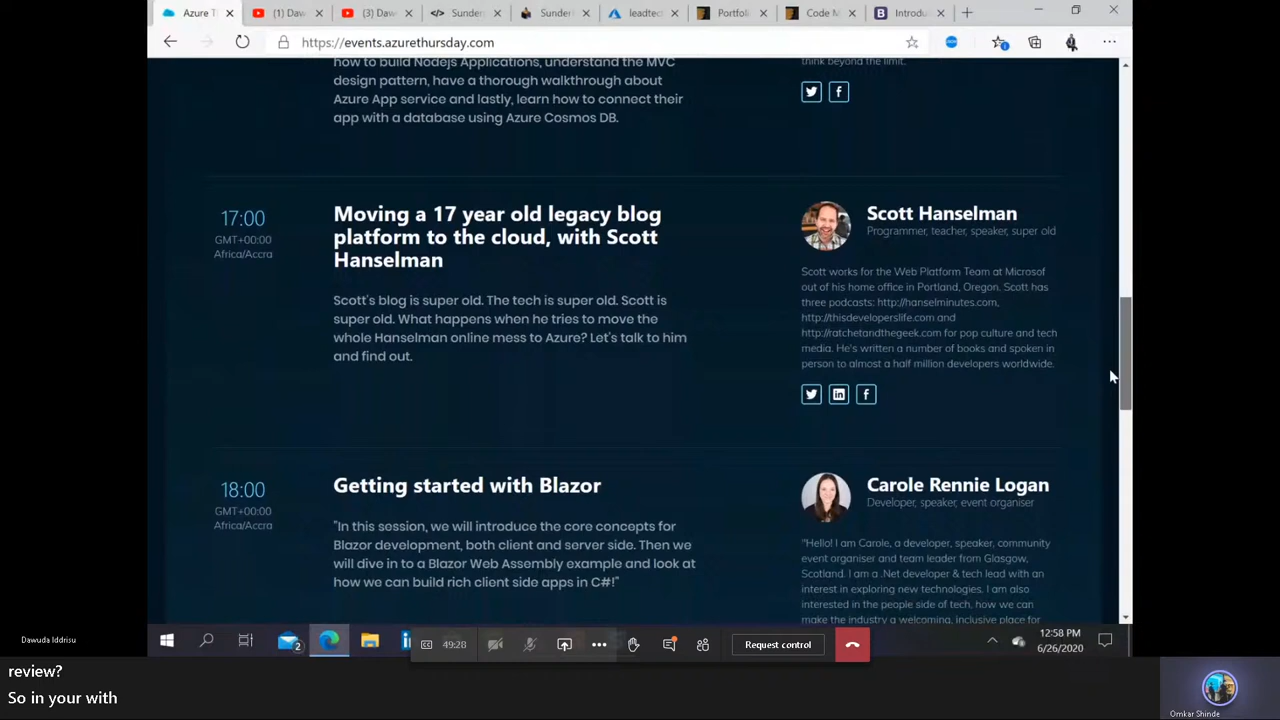 Azure T
(1) Daw
(3) Daw
Sunder
Sunderl
leadtec
Portfoli
Code M
Introdu
https://events.azurethursday.com
how to build Nodejs Applications, understand the MVC
design pattern, have a thorough walkthrough about
Azure App service and lastly, learn how to connect their
app with a database using Azure Cosmos DB.
think beyond the limit.
17:00
GMT+00:00
Africa/Accra
Moving a 17 year old legacy blog
platform to the cloud, with Scott
Hanselman
Scott's blog is super old. The tech is super old. Scott is
super old. What happens when he tries to move the
whole Hanselman online mess to Azure? Let's talk to him
and find out.
Scott Hanselman
Programmer, teacher, speaker, super old
Scott works for the Web Platform Team at Microsof
out of his home office in Portland, Oregon. Scott has
three podcasts: http://hanselminutes.com,
http://thisdeveloperslife.com and
http://ratchetandthegeek.com for pop culture and tech
media. He's written a number of books and spoken in
person to almost a half million developers worldwide.
18:00
GMT+00:00
Africa/Accra
Getting started with Blazor
"In this session, we will introduce the core concepts for
Blazor development, both client and server side. Then we
will dive in to a Blazor Web Assembly example and look at
how we can build rich client side apps in C#!"
Carole Rennie Logan
Developer, speaker, event organiser
"Hello! I am Carole, a developer, speaker, community
event organiser and team leader from Glasgow,
Scotland. I am a .Net developer & tech lead with an
interest in exploring new technologies. I am also
interested in the people side of tech, how we can
make the industry a welcoming, inclusive place for
Dawuda Iddrisu
2
49:28
Request control
12:58 PM
6/26/2020
review?
So in your with
Omkar Shinde